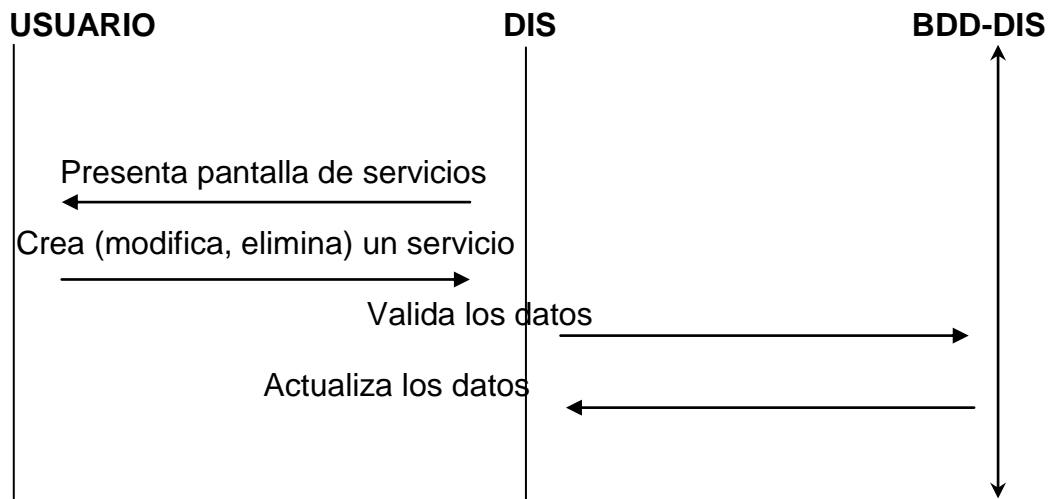 USUARIO DIS BDD-DIS
Presenta pantalla de servicios
Crea (modifica, elimina) un servicio
Valida los datos
Actualiza los datos